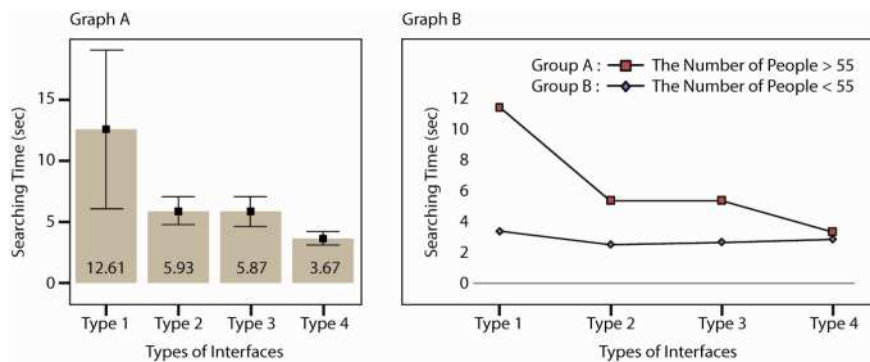 Graph A
Searching Time (sec)
15
10
5
0
12.61 5.93 5.87 3.67
Type 1 Type 2 Type 3 Type 4
Types of Interfaces
Graph B
Group A : The Number of People > 55
Group B : The Number of People < 55
Searching Time (sec)
12
10
8
6
4
2
0
Type 1 Type 2 Type 3 Type 4
Types of Interfaces